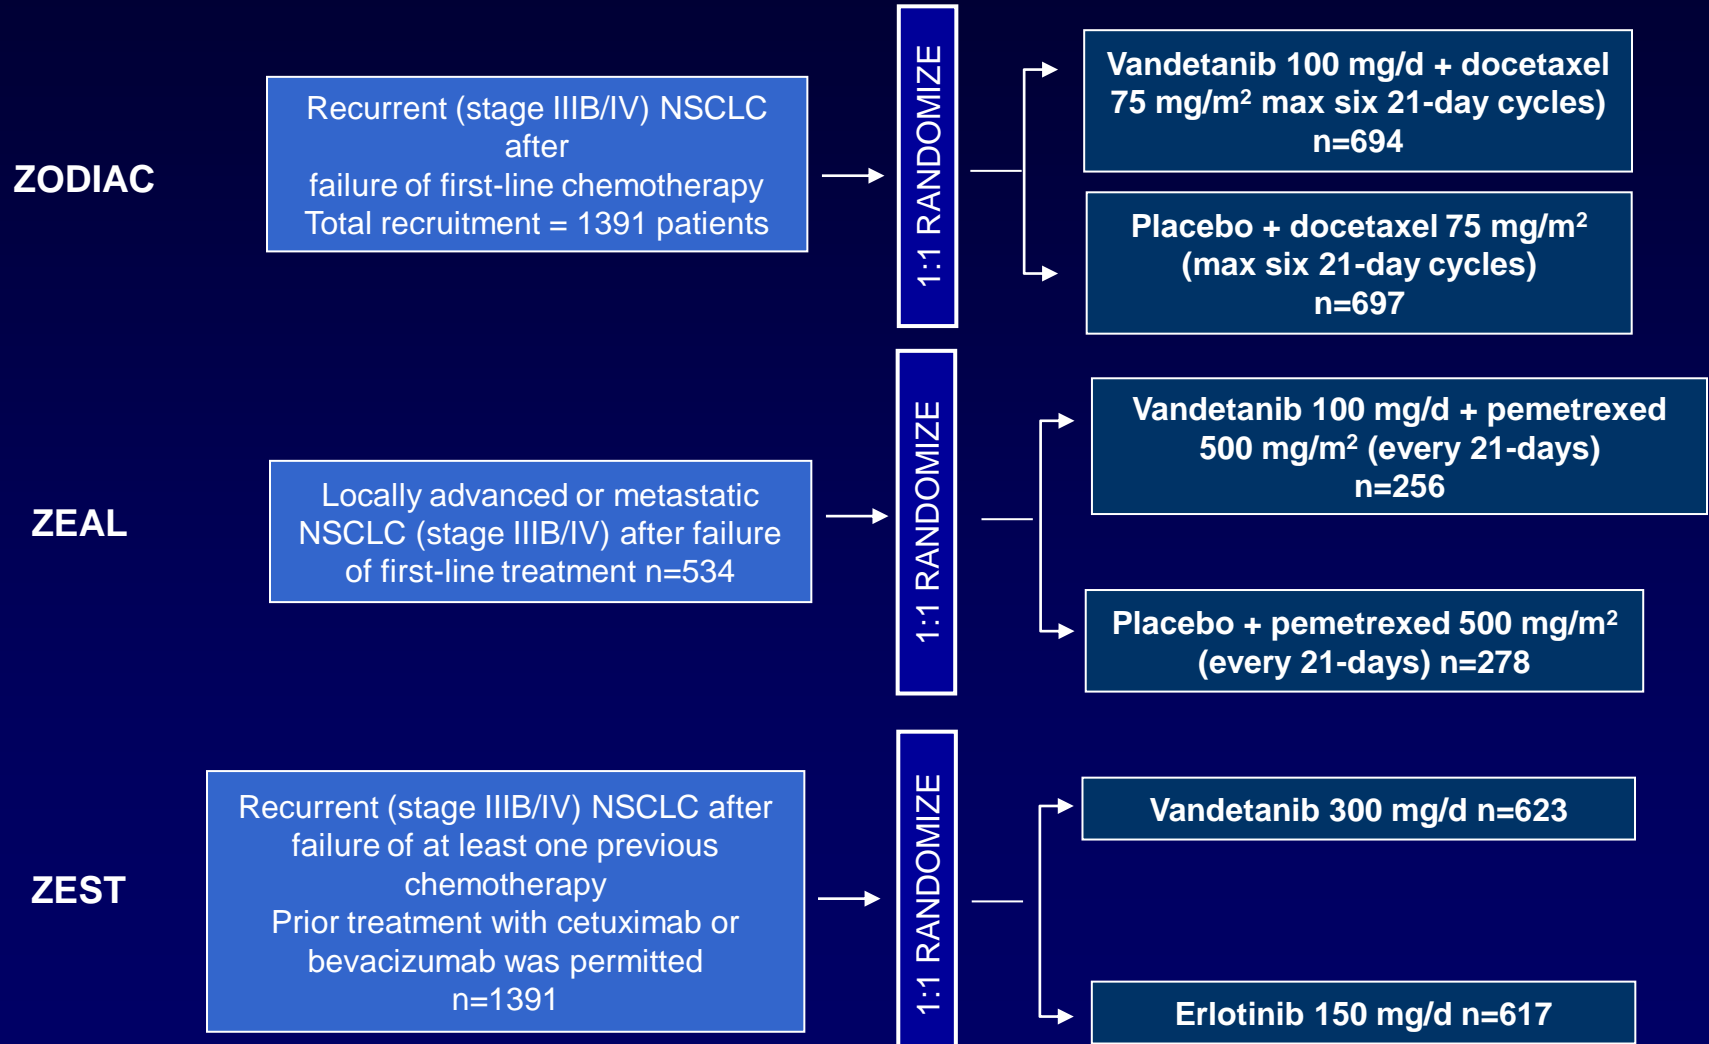 ZODIAC
Recurrent (stage IIIB/IV) NSCLC
after
failure of first-line chemotherapy
Total recruitment = 1391 patients
1:1 RANDOMIZE
Vandetanib 100 mg/d + docetaxel
75 mg/m² max six 21-day cycles)
n=694
Placebo + docetaxel 75 mg/m²
(max six 21-day cycles)
n=697
ZEAL
Locally advanced or metastatic
NSCLC (stage IIIB/IV) after failure
of first-line treatment n=534
1:1 RANDOMIZE
Vandetanib 100 mg/d + pemetrexed
500 mg/m² (every 21-days)
n=256
Placebo + pemetrexed 500 mg/m²
(every 21-days) n=278
ZEST
Recurrent (stage IIIB/IV) NSCLC after
failure of at least one previous
chemotherapy
Prior treatment with cetuximab or
bevacizumab was permitted
n=1391
1:1 RANDOMIZE
Vandetanib 300 mg/d n=623
Erlotinib 150 mg/d n=617